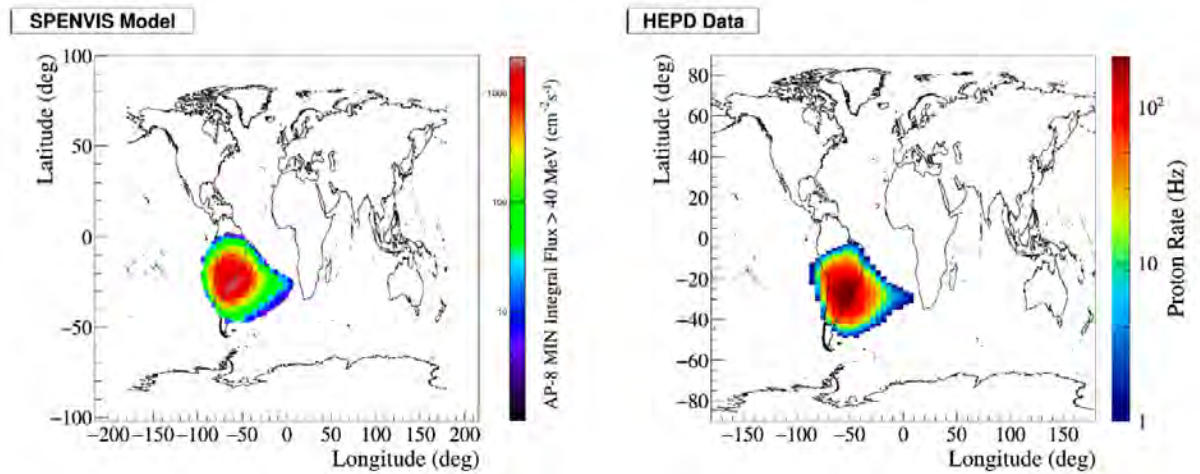 SPENVIS Model
Latitude (deg)
100
50
0
−50
−100
−200 −150 −100 −50 0 50 100 150 200
Longitude (deg)
1000
100
10
AP-8 MIN Integral Flux > 40 MeV (cm⁻²s⁻¹)
HEPD Data
Latitude (deg)
80
60
40
20
0
−20
−40
−60
−80
−150 −100 −50 0 50 100 150
Longitude (deg)
10²
10
1
Proton Rate (Hz)